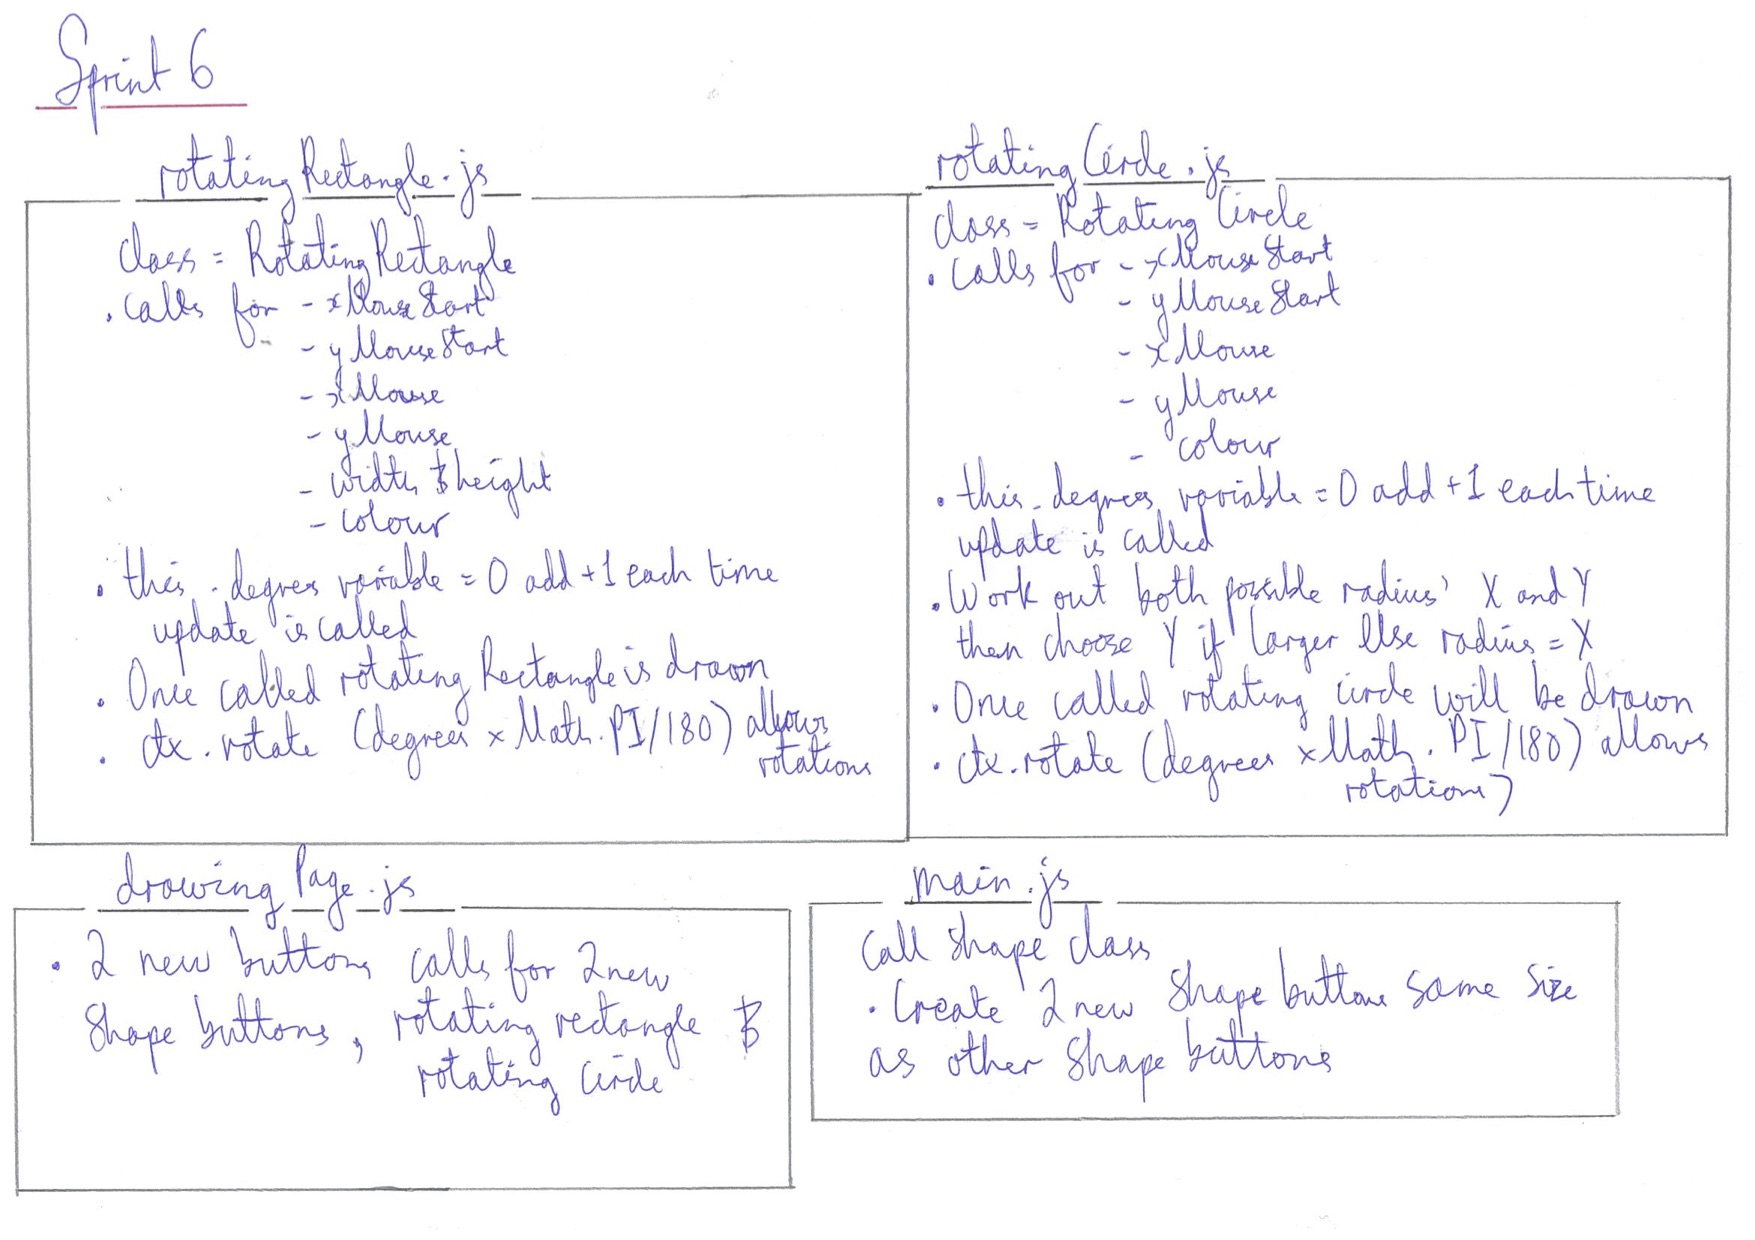 Sprint 6
rotatingRectangle.js
class = RotatingRectangle
. calls for - xMouseStart
- yMouseStart
- xMouse
- yMouse
- width & height
- colour
. this.degrees variable = 0 add +1 each time
update is called
. Once called rotating Rectangle is drawn
. ctx.rotate (degrees x Math.PI/180) allows
rotations
rotatingCircle.js
class = Rotating Circle
. calls for - xMouseStart
- yMouseStart
- xMouse
- yMouse
- colour
. this.degrees variable = 0 add +1 each time
update is called
. Work out both possible radius' X and Y
then choose Y if larger else radius = X
. Once called rotating circle will be drawn
. ctx.rotate (degrees x Math.PI/180) allows
rotations)
drawingPage.js
. 2 new buttons, calls for 2 new
Shape buttons, rotating rectangle &
rotating circle
main.js
Call shape class
. Create 2 new Shape buttons same size
as other Shape buttons